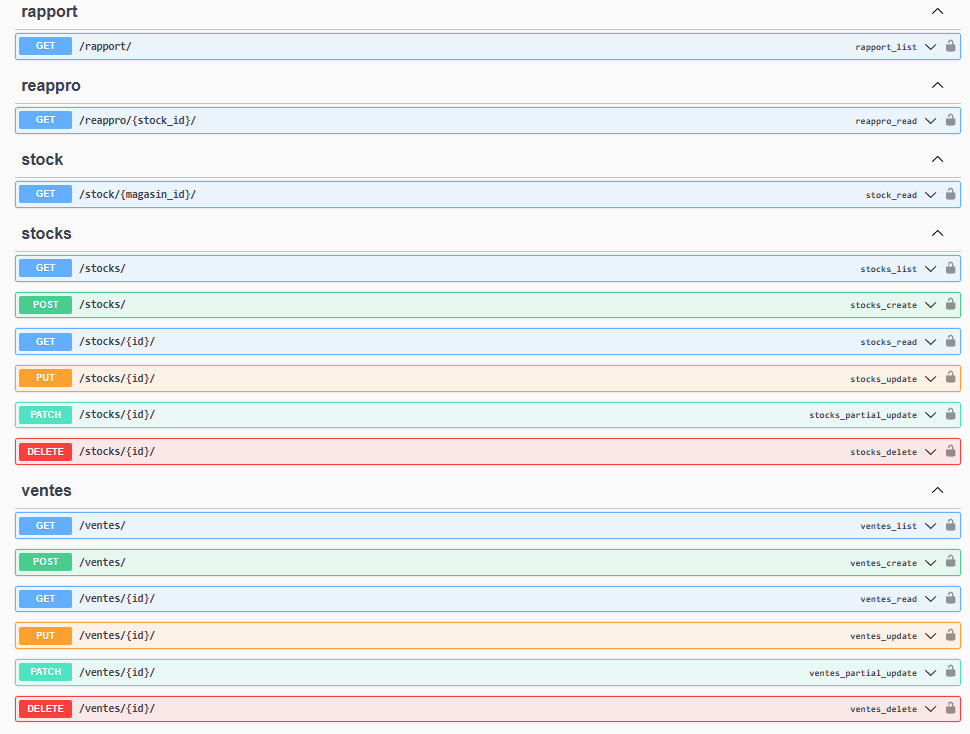 rapport
GET /rapport/ rapport_list
reappro
GET /reappro/{stock_id}/ reappro_read
stock
GET /stock/{magasin_id}/ stock_read
stocks
GET /stocks/ stocks_list
POST /stocks/ stocks_create
GET /stocks/{id}/ stocks_read
PUT /stocks/{id}/ stocks_update
PATCH /stocks/{id}/ stocks_partial_update
DELETE /stocks/{id}/ stocks_delete
ventes
GET /ventes/ ventes_list
POST /ventes/ ventes_create
GET /ventes/{id}/ ventes_read
PUT /ventes/{id}/ ventes_update
PATCH /ventes/{id}/ ventes_partial_update
DELETE /ventes/{id}/ ventes_delete